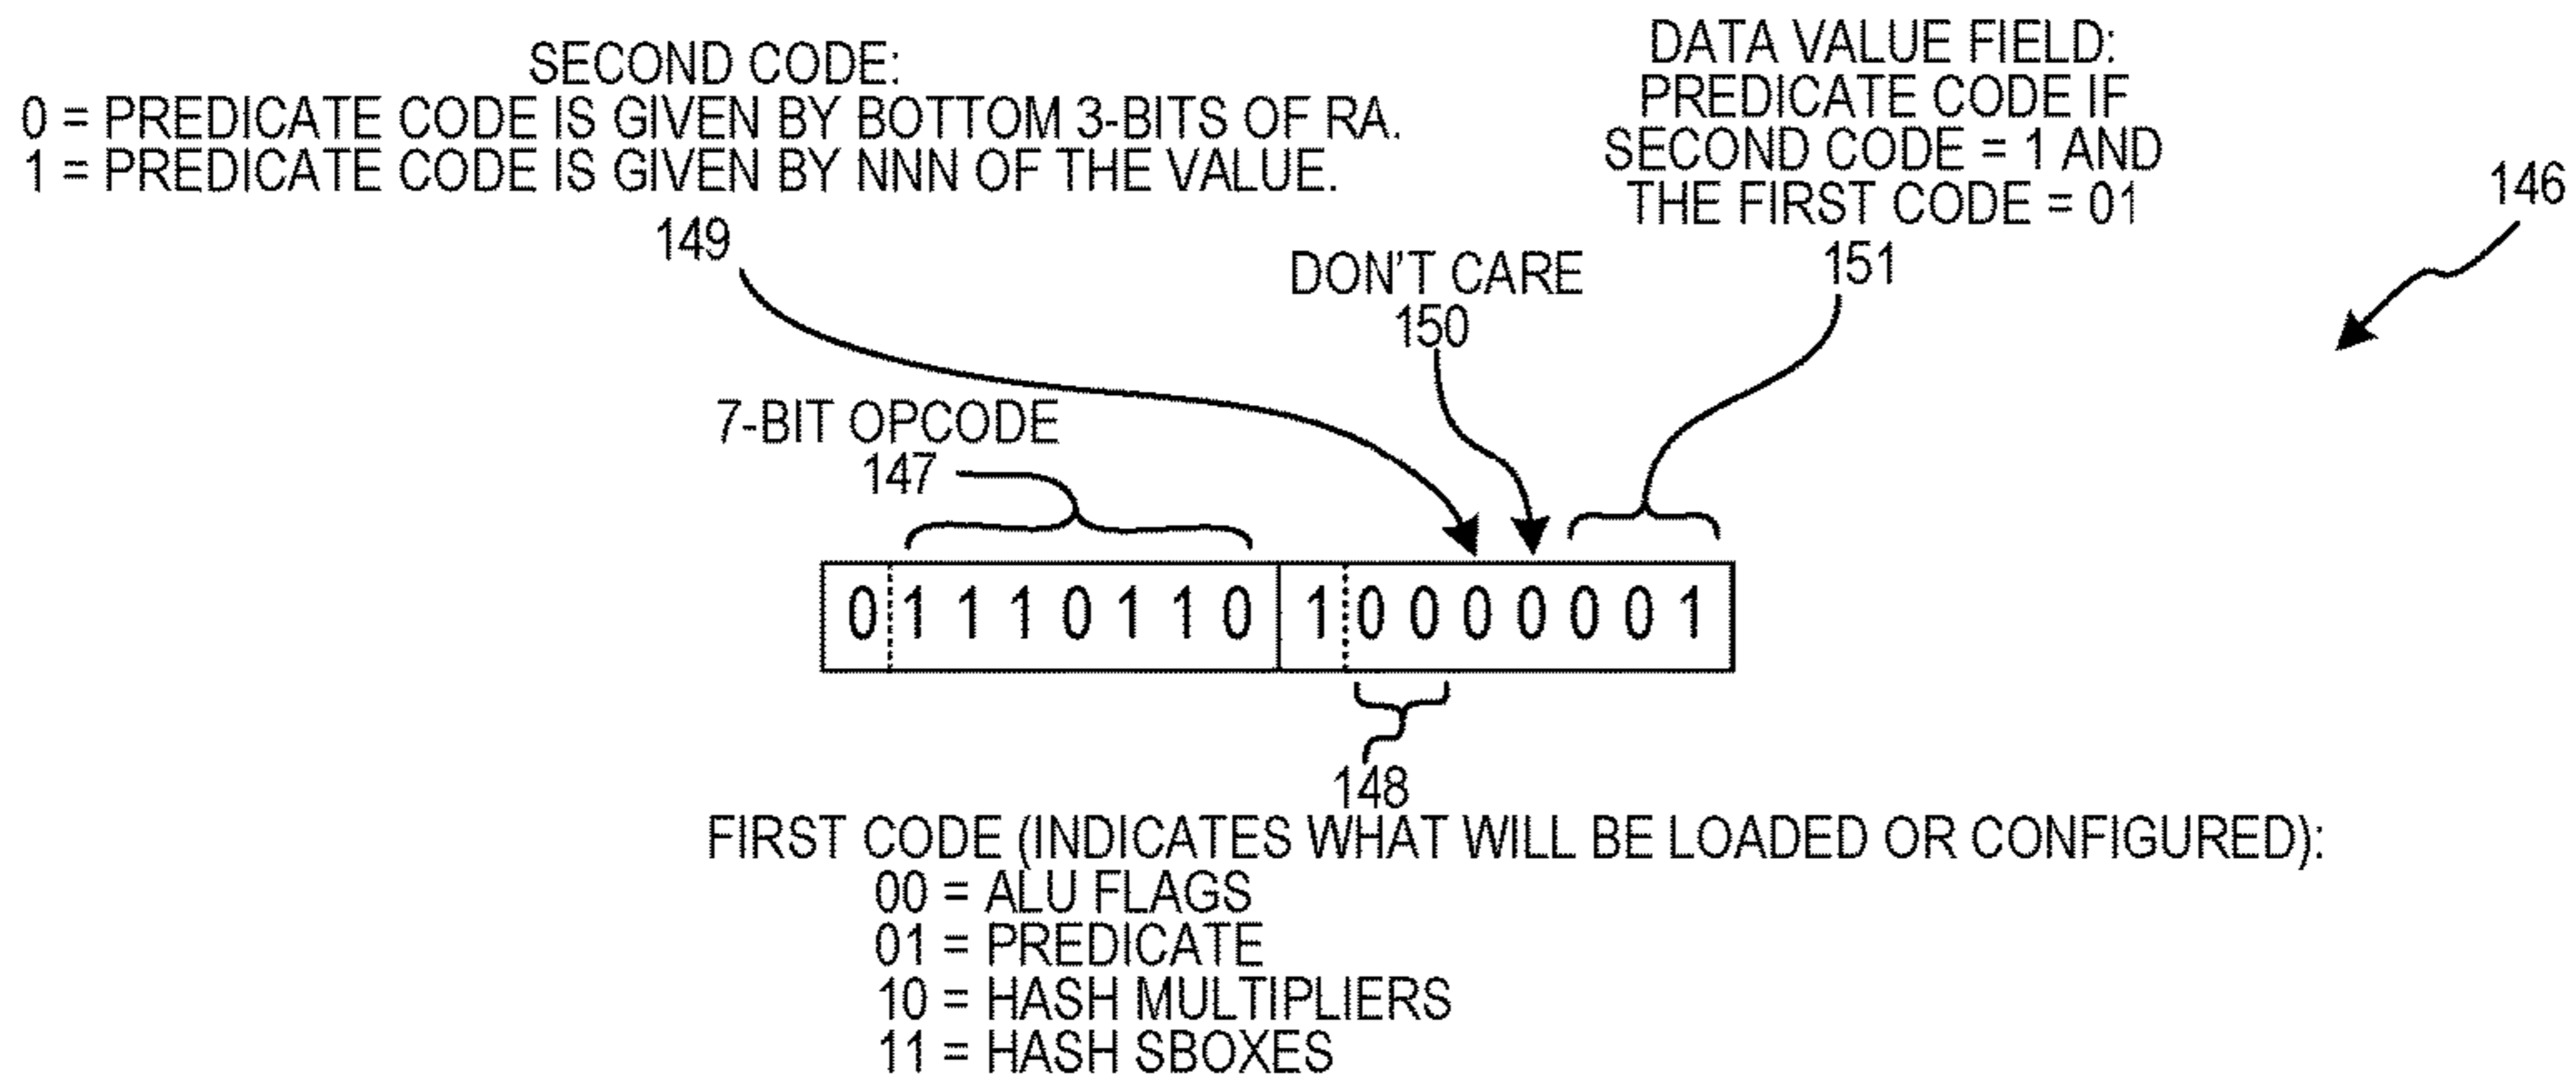 SECOND CODE:
0 = PREDICATE CODE IS GIVEN BY BOTTOM 3-BITS OF RA.
1 = PREDICATE CODE IS GIVEN BY NNN OF THE VALUE.
149
DATA VALUE FIELD:
PREDICATE CODE IF
SECOND CODE = 1 AND
THE FIRST CODE = 01
151
146
DON'T CARE
150
7-BIT OPCODE
147
0 1 1 1 0 1 1 0 1 0 0 0 0 0 0 1
148
FIRST CODE (INDICATES WHAT WILL BE LOADED OR CONFIGURED):
00 = ALU FLAGS
01 = PREDICATE
10 = HASH MULTIPLIERS
11 = HASH SBOXES